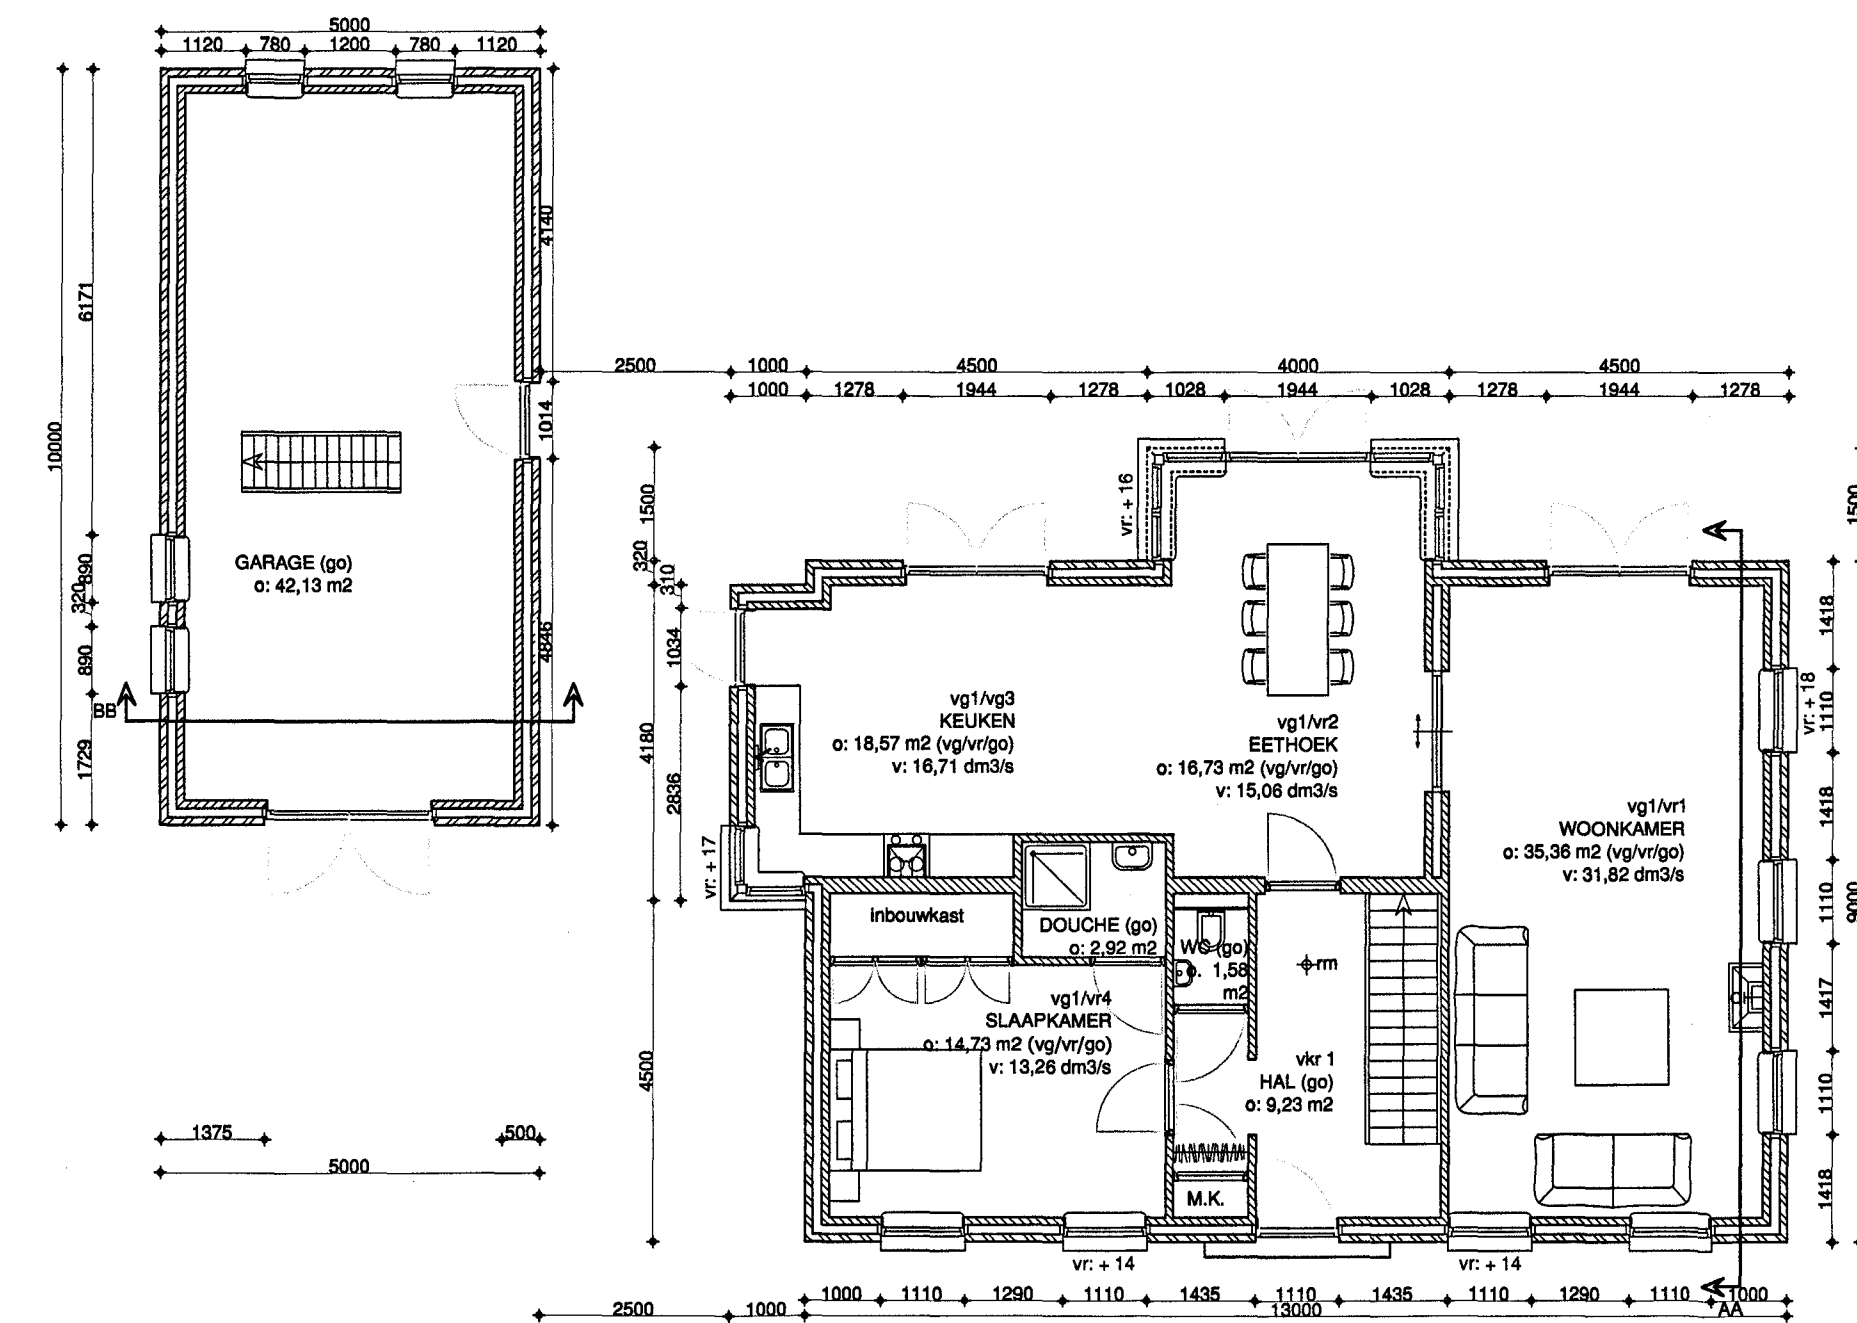 5000
1120 780 1200 780 1120
10000
6171
890
320
890
1729
4140
1014
4846
GARAGE (go)
o: 42,13 m2
BB
1375
500
5000
2500 1000 4500 4000 4500
1000 1278 1944 1278 1028 1944 1028 1278 1944 1278
1500
320
310
1034
4180
2836
4500
vr: + 16
vr: + 17
vr: + 18
vg1/vg3
KEUKEN
o: 18,57 m2 (vg/vr/go)
v: 16,71 dm3/s
vg1/vr2
EETHOEK
o: 16,73 m2 (vg/vr/go)
v: 15,06 dm3/s
vg1/vr1
WOONKAMER
o: 35,36 m2 (vg/vr/go)
v: 31,82 dm3/s
inbouwkast
DOUCHE (go)
o: 2,92 m2
WC (go)
o. 1,58
m2
rm
vg1/vr4
SLAAPKAMER
o: 14,73 m2 (vg/vr/go)
v: 13,26 dm3/s
vkr 1
HAL (go)
o: 9,23 m2
M.K.
1418
1110
1418
1110
1417
1110
1418
1500
9000
vr: + 14
vr: + 14
1000 1110 1290 1110 1435 1110 1435 1110 1290 1110 1000
2500 1000 13000
AA